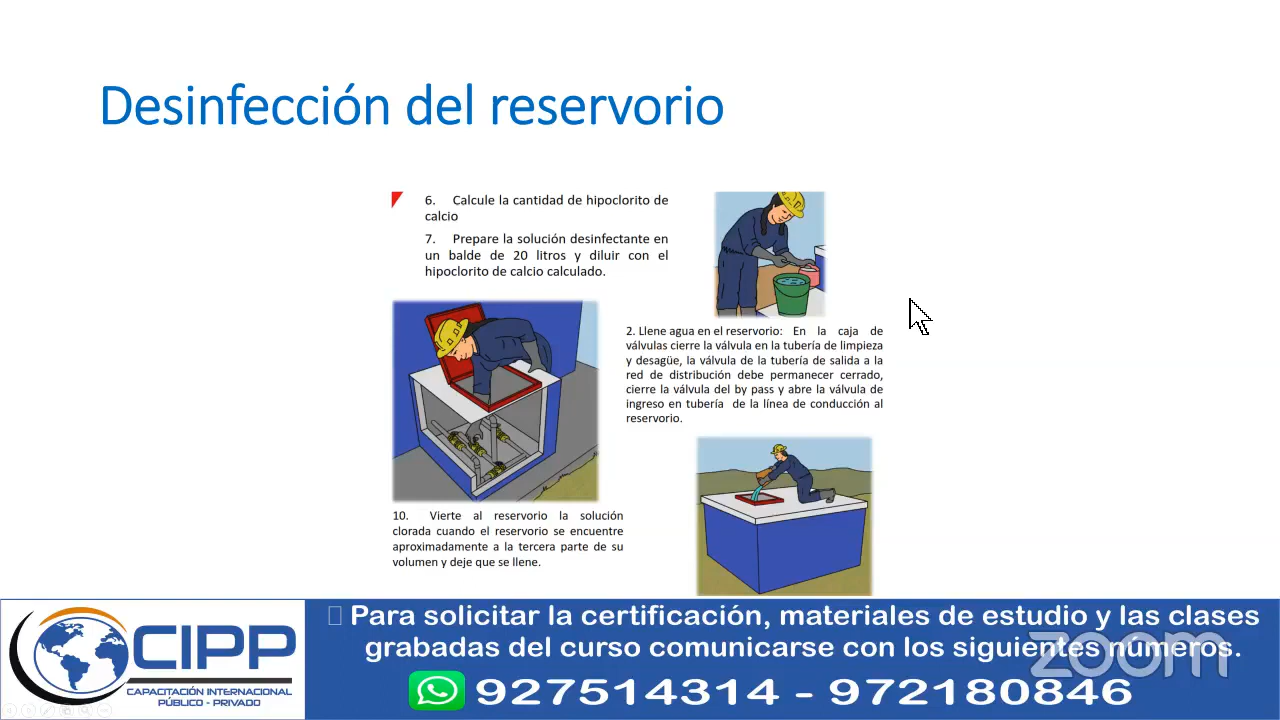 Desinfección del reservorio
6. Calcule la cantidad de hipoclorito de
calcio
7. Prepare la solución desinfectante en
un balde de 20 litros y diluir con el
hipoclorito de calcio calculado.
2. Llene agua en el reservorio: En la caja de
válvulas cierre la válvula en la tubería de limpieza
y desagüe, la válvula de la tubería de salida a la
red de distribución debe permanecer cerrado,
cierre la válvula del by pass y abre la válvula de
ingreso en tubería de la línea de conducción al
reservorio.
10. Vierte al reservorio la solución
clorada cuando el reservorio se encuentre
aproximadamente a la tercera parte de su
volumen y deje que se llene.
CIPP
CAPACITACIÓN INTERNACIONAL
PÚBLICO - PRIVADO
Para solicitar la certificación, materiales de estudio y las clases
grabadas del curso comunicarse con los siguientes números.
927514314 - 972180846
zoom